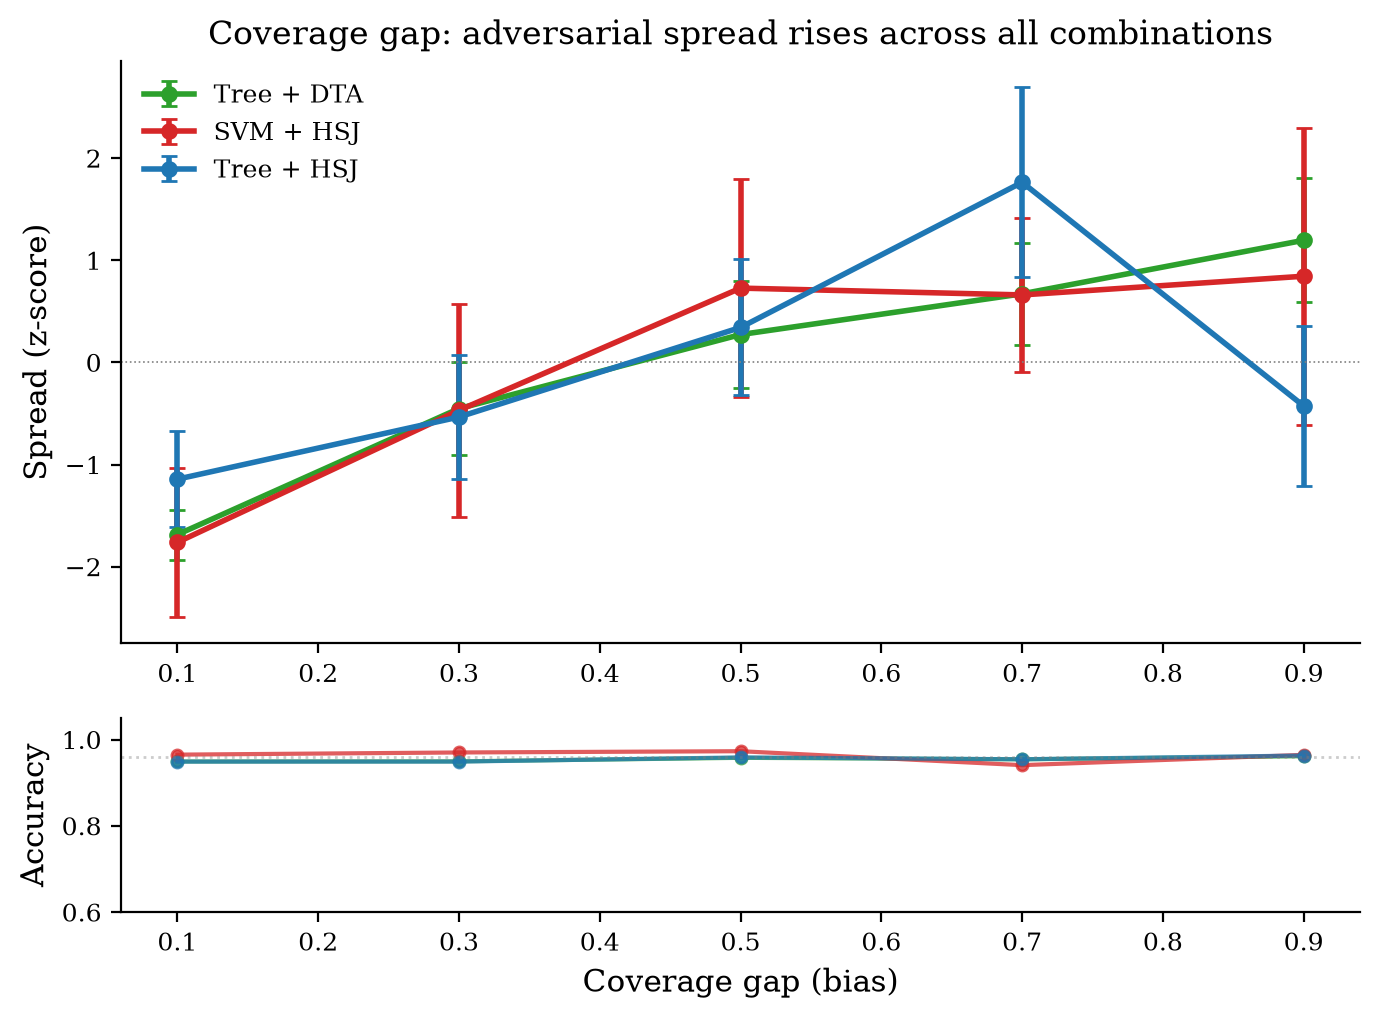 Coverage gap: adversarial spread rises across all combinations
Tree + DTA
SVM + HSJ
Tree + HSJ
Spread (z-score)
2
1
0
−1
−2
0.1 0.2 0.3 0.4 0.5 0.6 0.7 0.8 0.9
Accuracy
1.0
0.8
0.6
0.1 0.2 0.3 0.4 0.5 0.6 0.7 0.8 0.9
Coverage gap (bias)